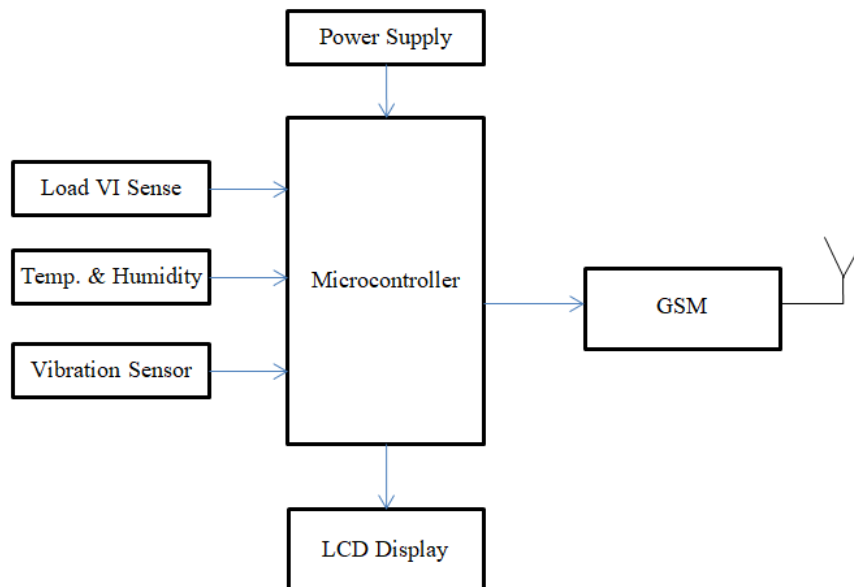 Power Supply
Load VI Sense
Temp. & Humidity
Microcontroller
GSM
Vibration Sensor
LCD Display